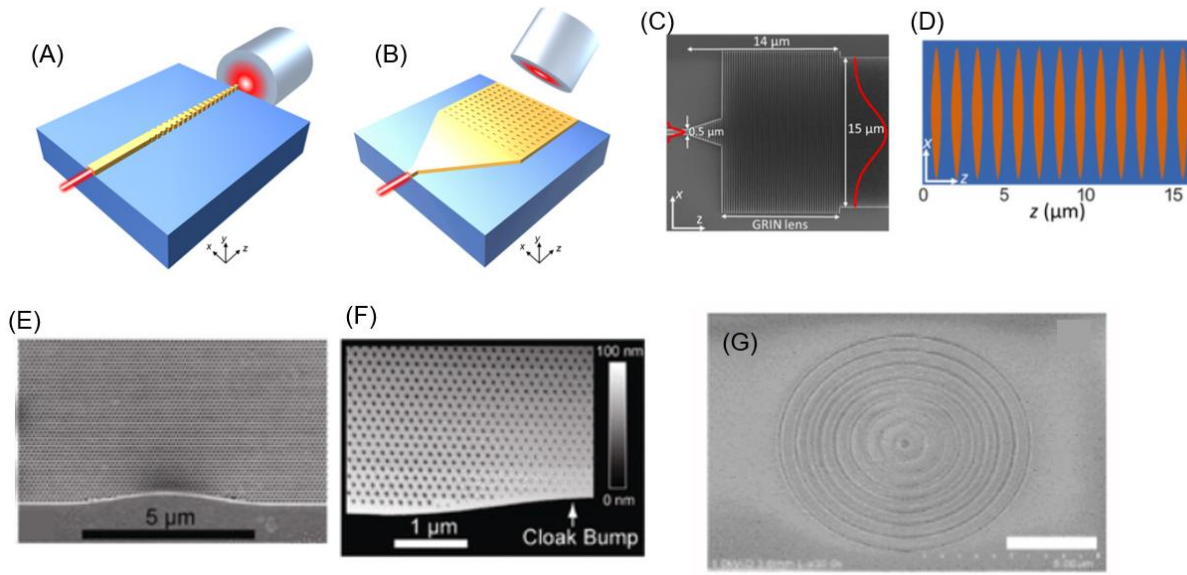 (A)
x y z
(B)
x y z
(C)
14 μm
0.5 μm
15 μm
x
z
GRIN lens
(D)
x
z
0 5 10 15
z (μm)
(E)
5 μm
(F)
100 nm
0 nm
1 μm
Cloak Bump
(G)